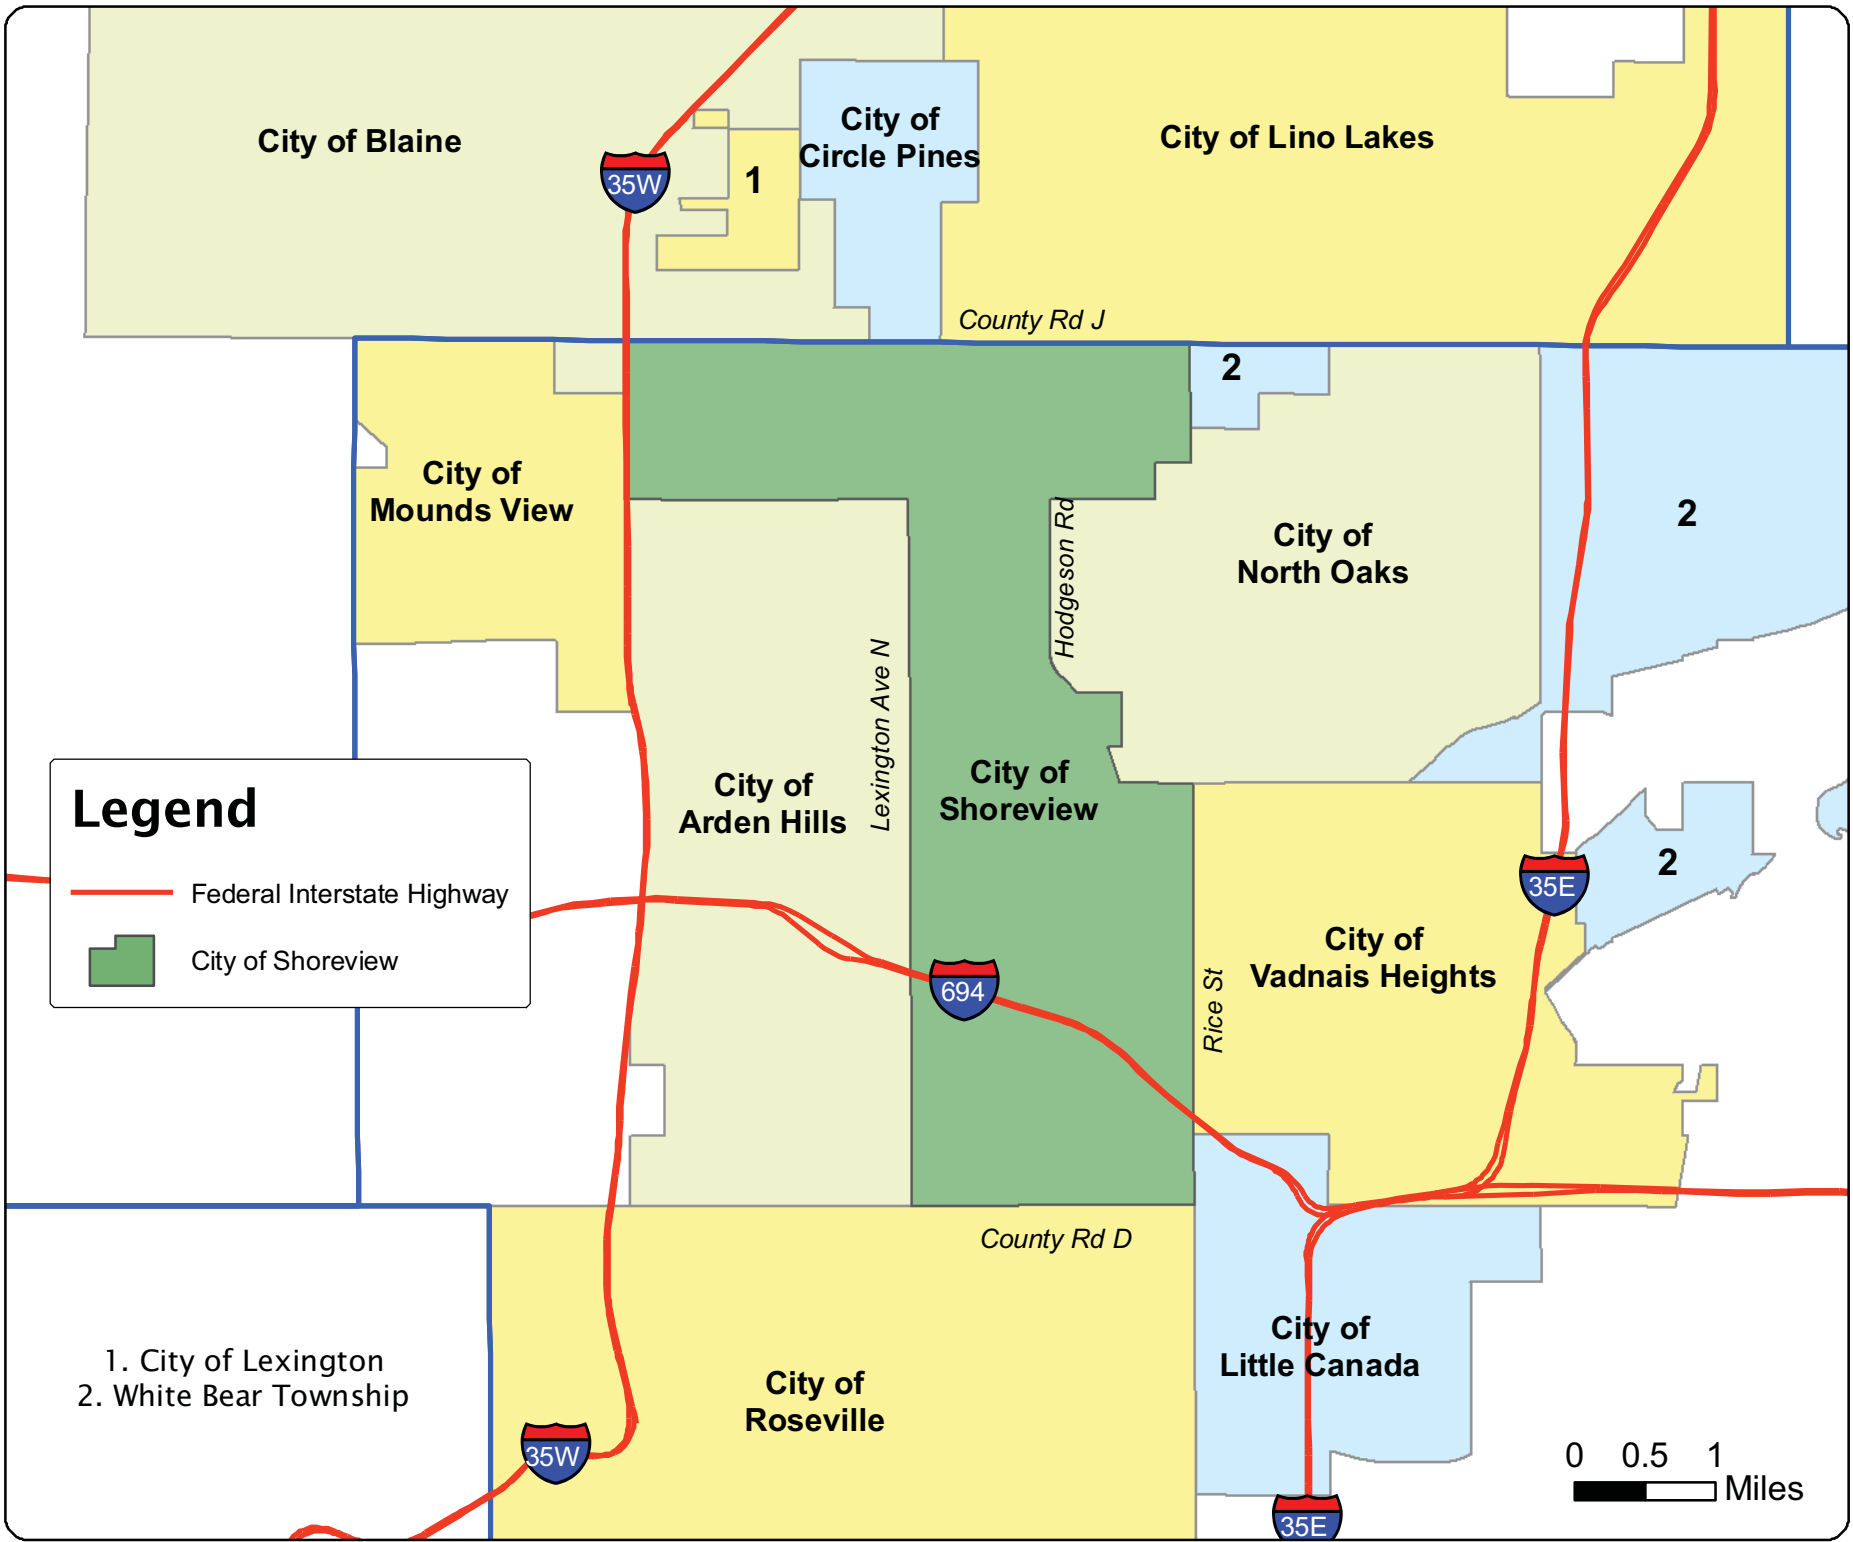 City of Blaine
City of
Circle Pines
City of Lino Lakes
35W
1
County Rd J
2
City of
Mounds View
Hodgeson Rd
City of
North Oaks
2
Lexington Ave N
City of
Arden Hills
City of
Shoreview
Legend
Federal Interstate Highway
City of Shoreview
35E
2
City of
Vadnais Heights
694
Rice St
County Rd D
1. City of Lexington
2. White Bear Township
City of
Roseville
City of
Little Canada
35W
35E
0 0.5 1
Miles